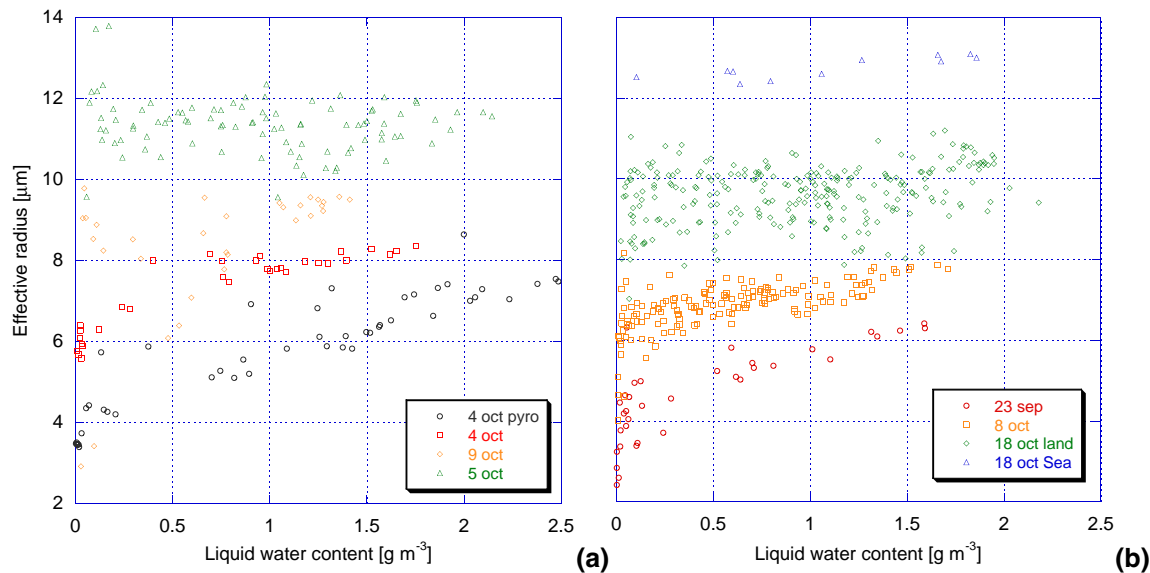 14
12
10
8
6
4
2
Effective radius [µm]
0
0.5
1
1.5
2
2.5
Liquid water content [g m-3]
4 oct pyro
4 oct
9 oct
5 oct
(a)
0
0.5
1
1.5
2
2.5
Liquid water content [g m-3]
23 sep
8 oct
18 oct land
18 oct Sea
(b)